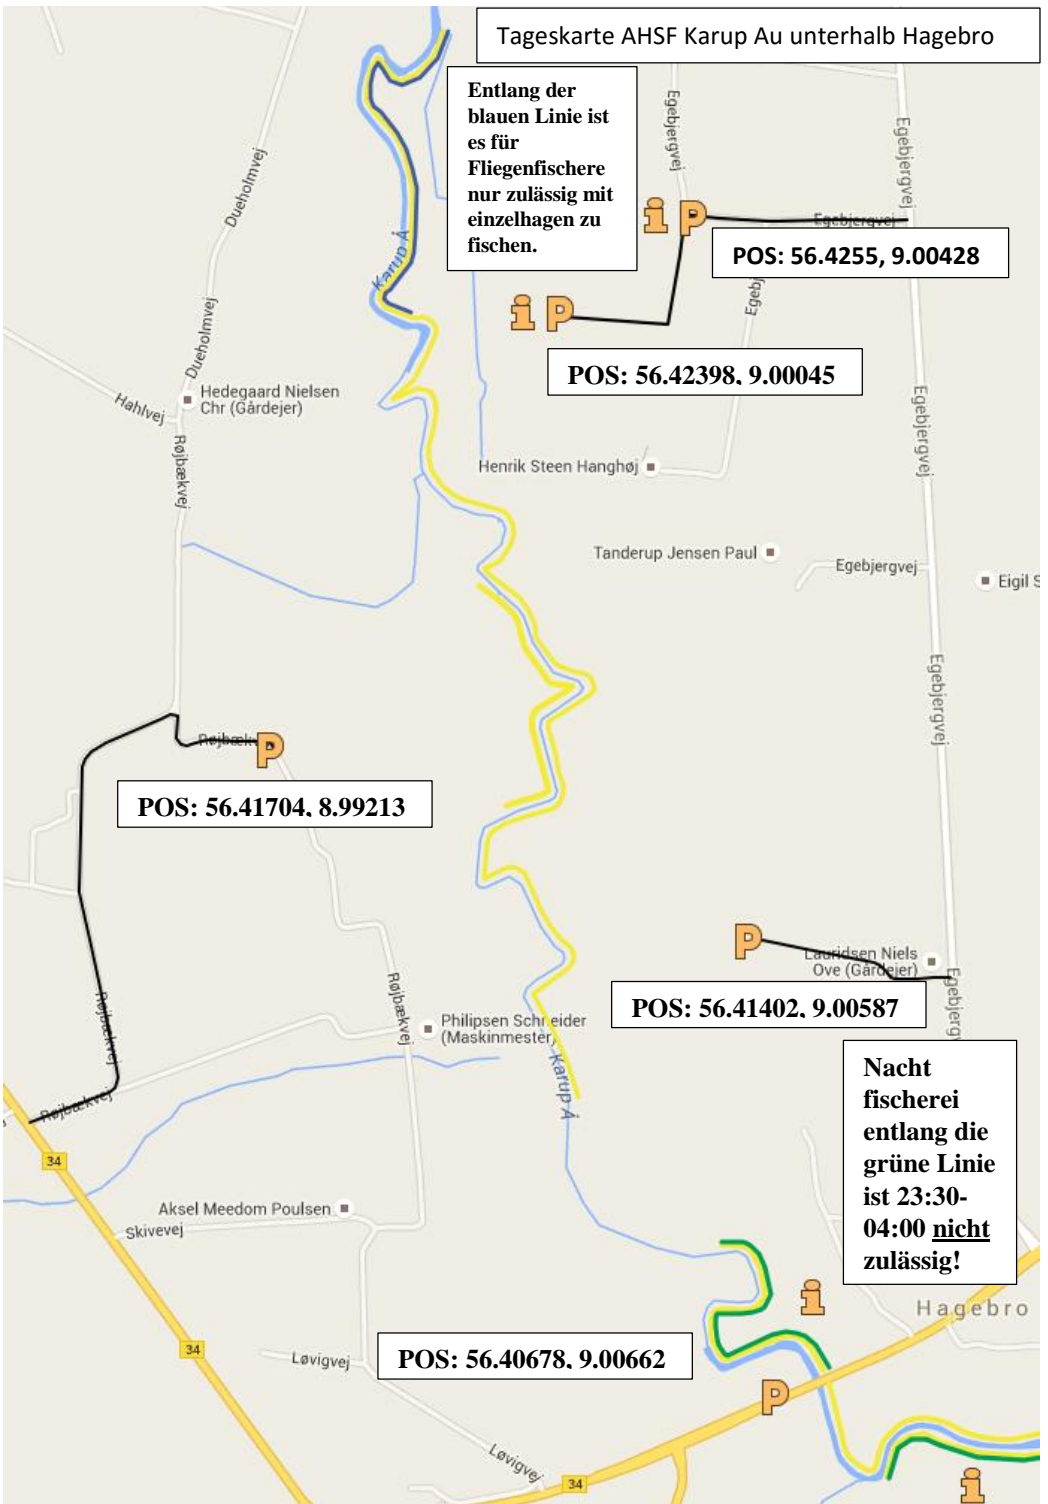 Tageskarte AHSF Karup Au unterhalb Hagebro
Entlang der
blauen Linie ist
es für
Fliegenfischere
nur zulässig mit
einzelhagen zu
fischen.
Egebjergvej
Egebjergvej
i P
Egebjergvej
POS: 56.4255, 9.00428
Dueholmvej
Karup Å
i P
Egebj
POS: 56.42398, 9.00045
Dueholmvej
Hedegaard Nielsen
Chr (Gårdejer)
Hahlvej
Røjbækvej
Egebjergvej
Henrik Steen Hanghøj
Tanderup Jensen Paul
Egebjergvej
Eigil S
Egebjergvej
Røjbækv
P
POS: 56.41704, 8.99213
P
Lauridsen Niels
Ove (Gårdejer)
Egebjergv
POS: 56.41402, 9.00587
Røjbækvej
Røjbækvej
Philipsen Schneider
(Maskinmester)
Karup Å
Røjbækvej
Nacht
fischerei
entlang die
grüne Linie
ist 23:30-
04:00 nicht
zulässig!
34
Aksel Meedom Poulsen
Skivevej
i
Hagebro
34
Løvigvej
POS: 56.40678, 9.00662
P
Løvigvej
34
i